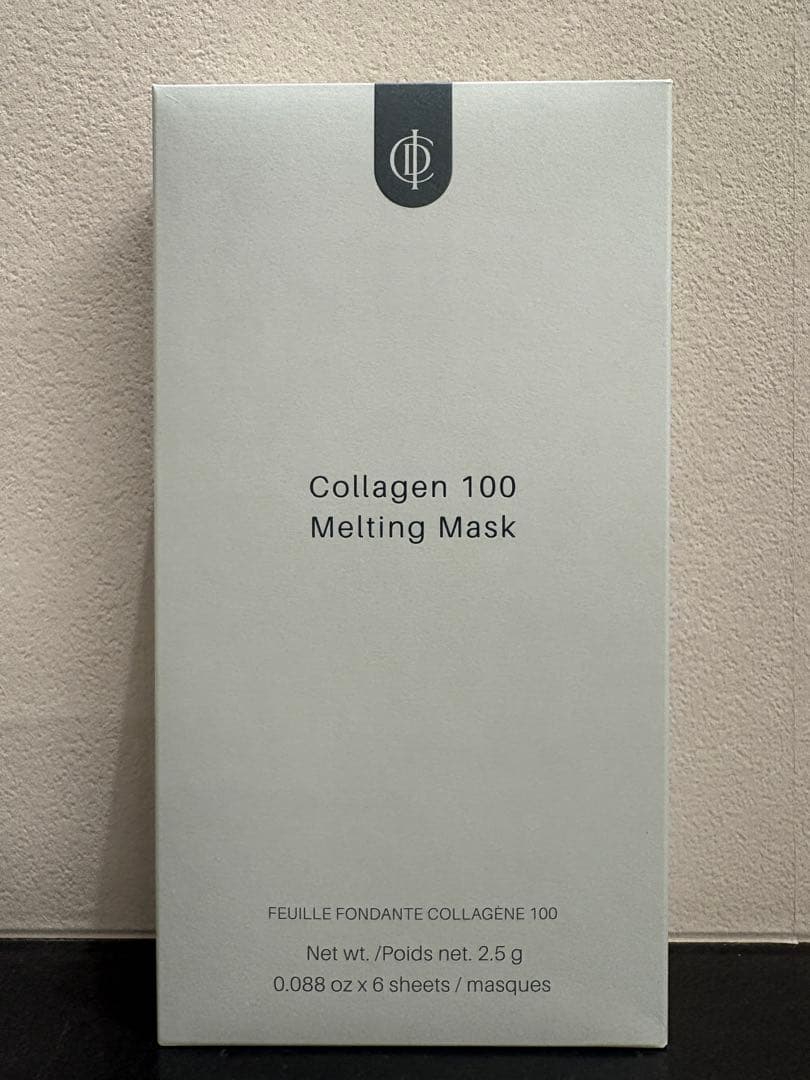 Collagen 100
Melting Mask
FEUILLE FONDANTE COLLAGÈNE 100
Net wt. /Poids net. 2.5 g
0.088 oz x 6 sheets / masques